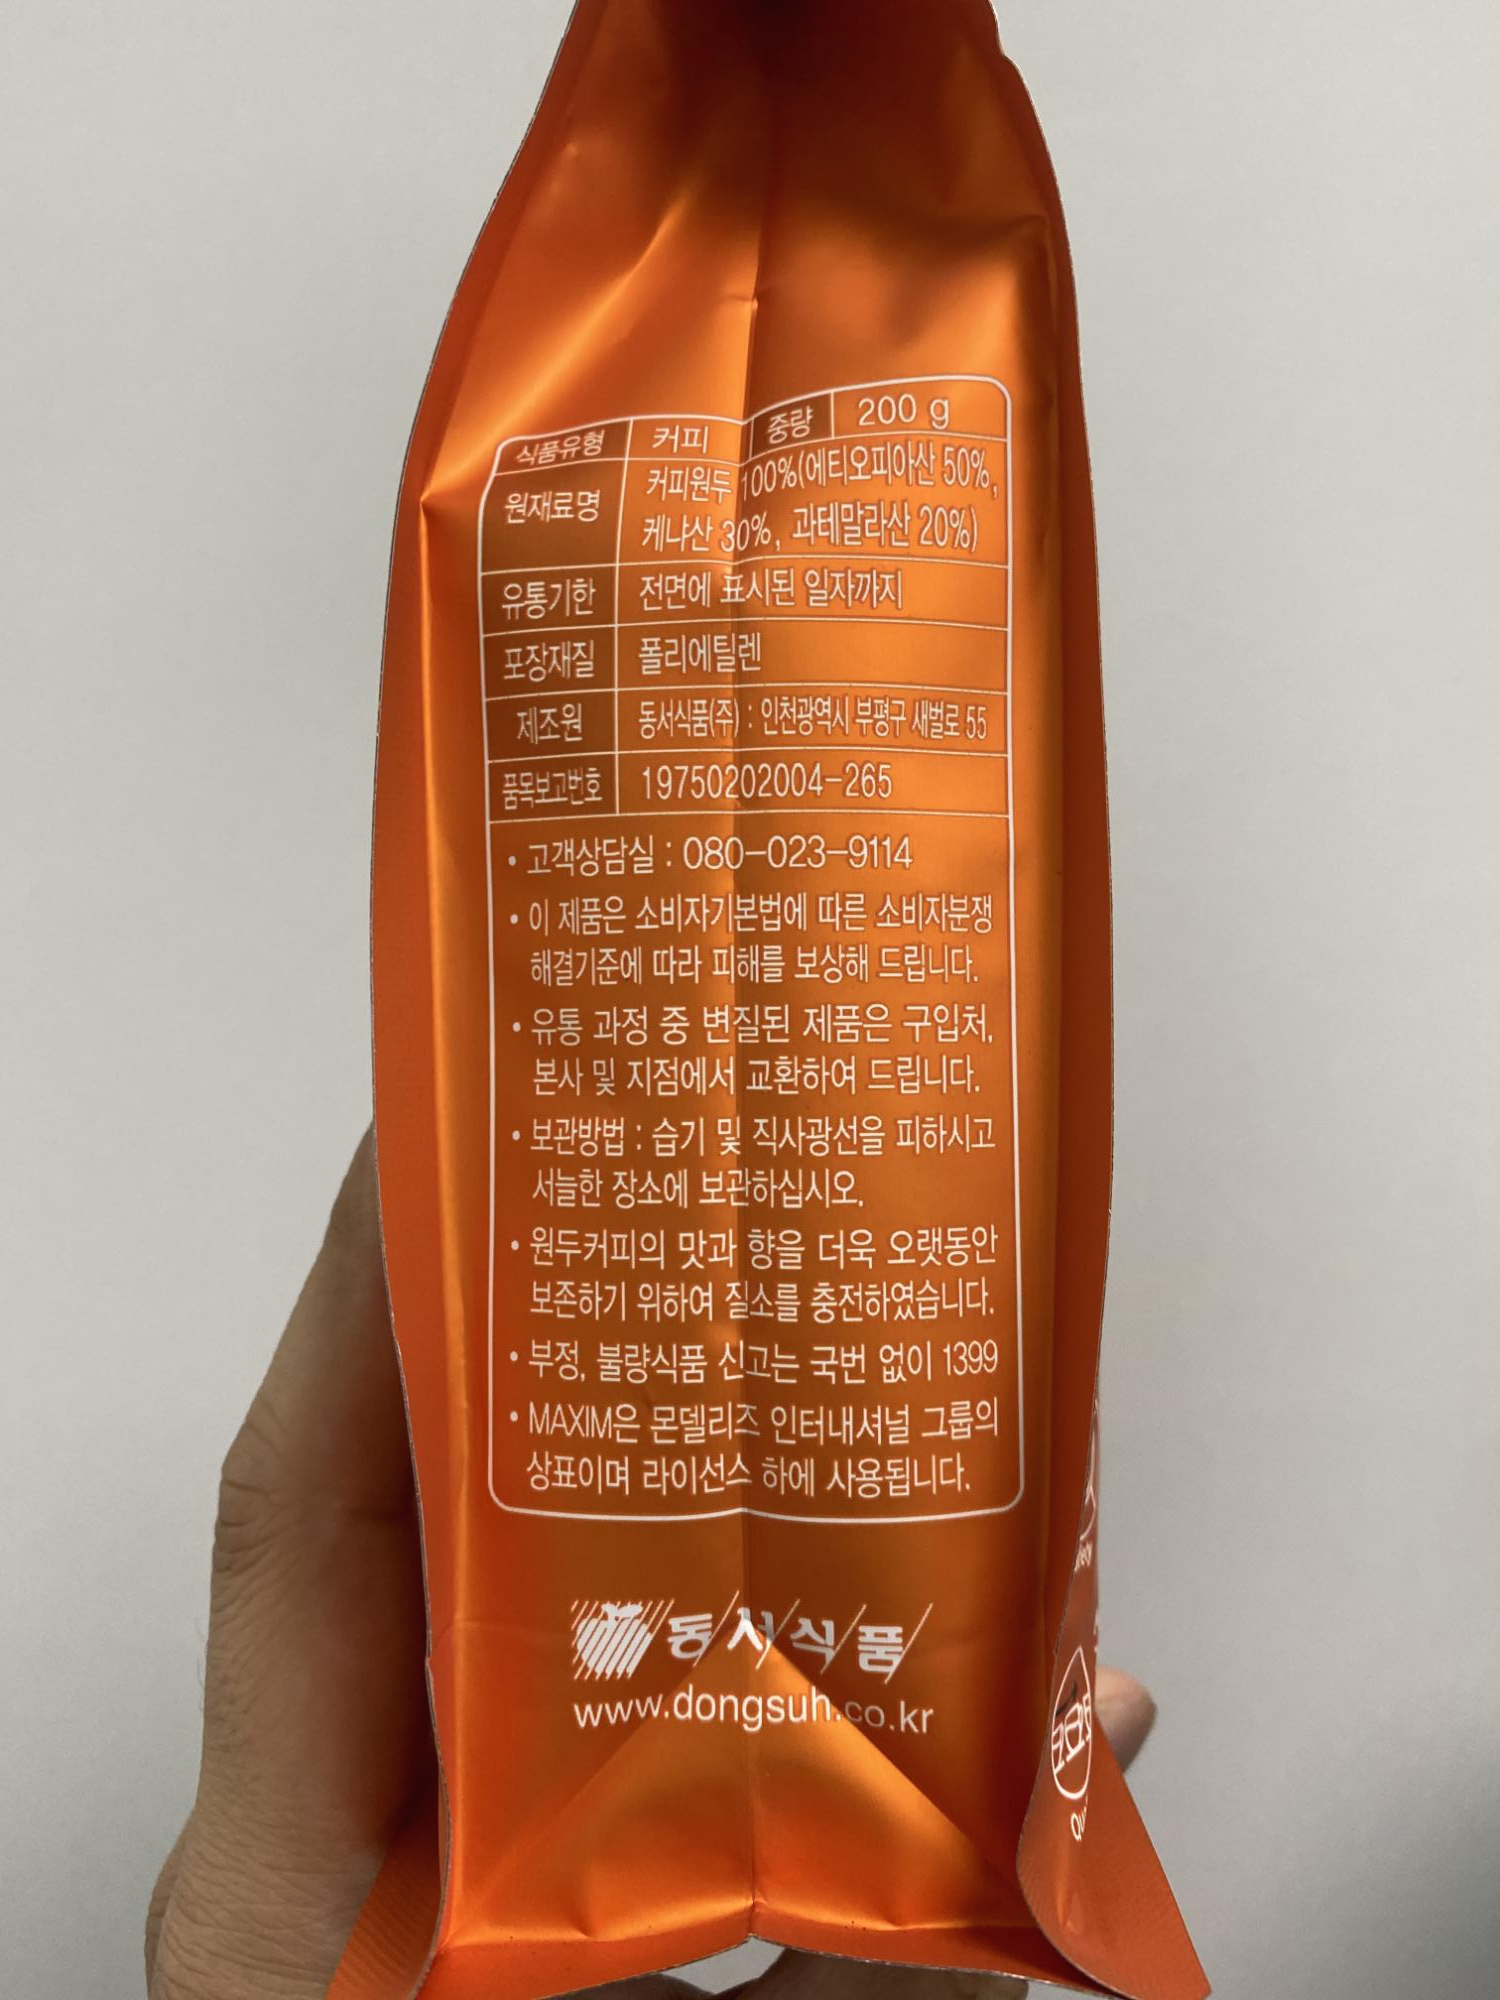 식품유형 커피 중량 200 g
원재료명 커피원두 100%(에티오피아산 50%,
케냐산 30%, 과테말라산 20%)
유통기한 전면에 표시된 일자까지
포장재질 폴리에틸렌
제조원 동서식품(주) : 인천광역시 부평구 새벌로 55
품목보고번호 19750202004-265
• 고객상담실 : 080-023-9114
• 이 제품은 소비자기본법에 따른 소비자분쟁
해결기준에 따라 피해를 보상해 드립니다.
• 유통 과정 중 변질된 제품은 구입처,
본사 및 지점에서 교환하여 드립니다.
• 보관방법 : 습기 및 직사광선을 피하시고
서늘한 장소에 보관하십시오.
• 원두커피의 맛과 향을 더욱 오랫동안
보존하기 위하여 질소를 충전하였습니다.
• 부정, 불량식품 신고는 국번 없이 1399
• MAXIM은 몬델리즈 인터내셔널 그룹의
상표이며 라이선스 하에 사용됩니다.
동서식품
www.dongsuh.co.kr